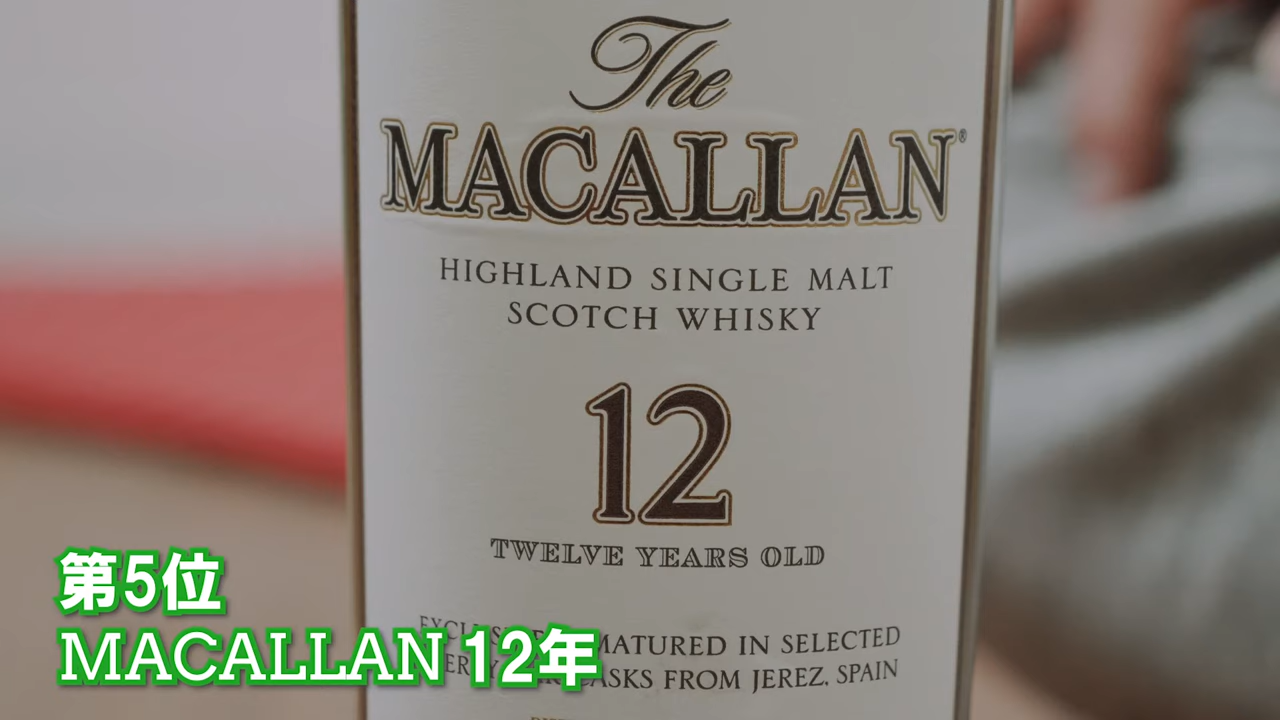 The
MACALLAN®
HIGHLAND SINGLE MALT
SCOTCH WHISKY
12
TWELVE YEARS OLD
MATURED IN SELECTED
CASKS FROM JEREZ, SPAIN
第5位
MACALLAN 12年